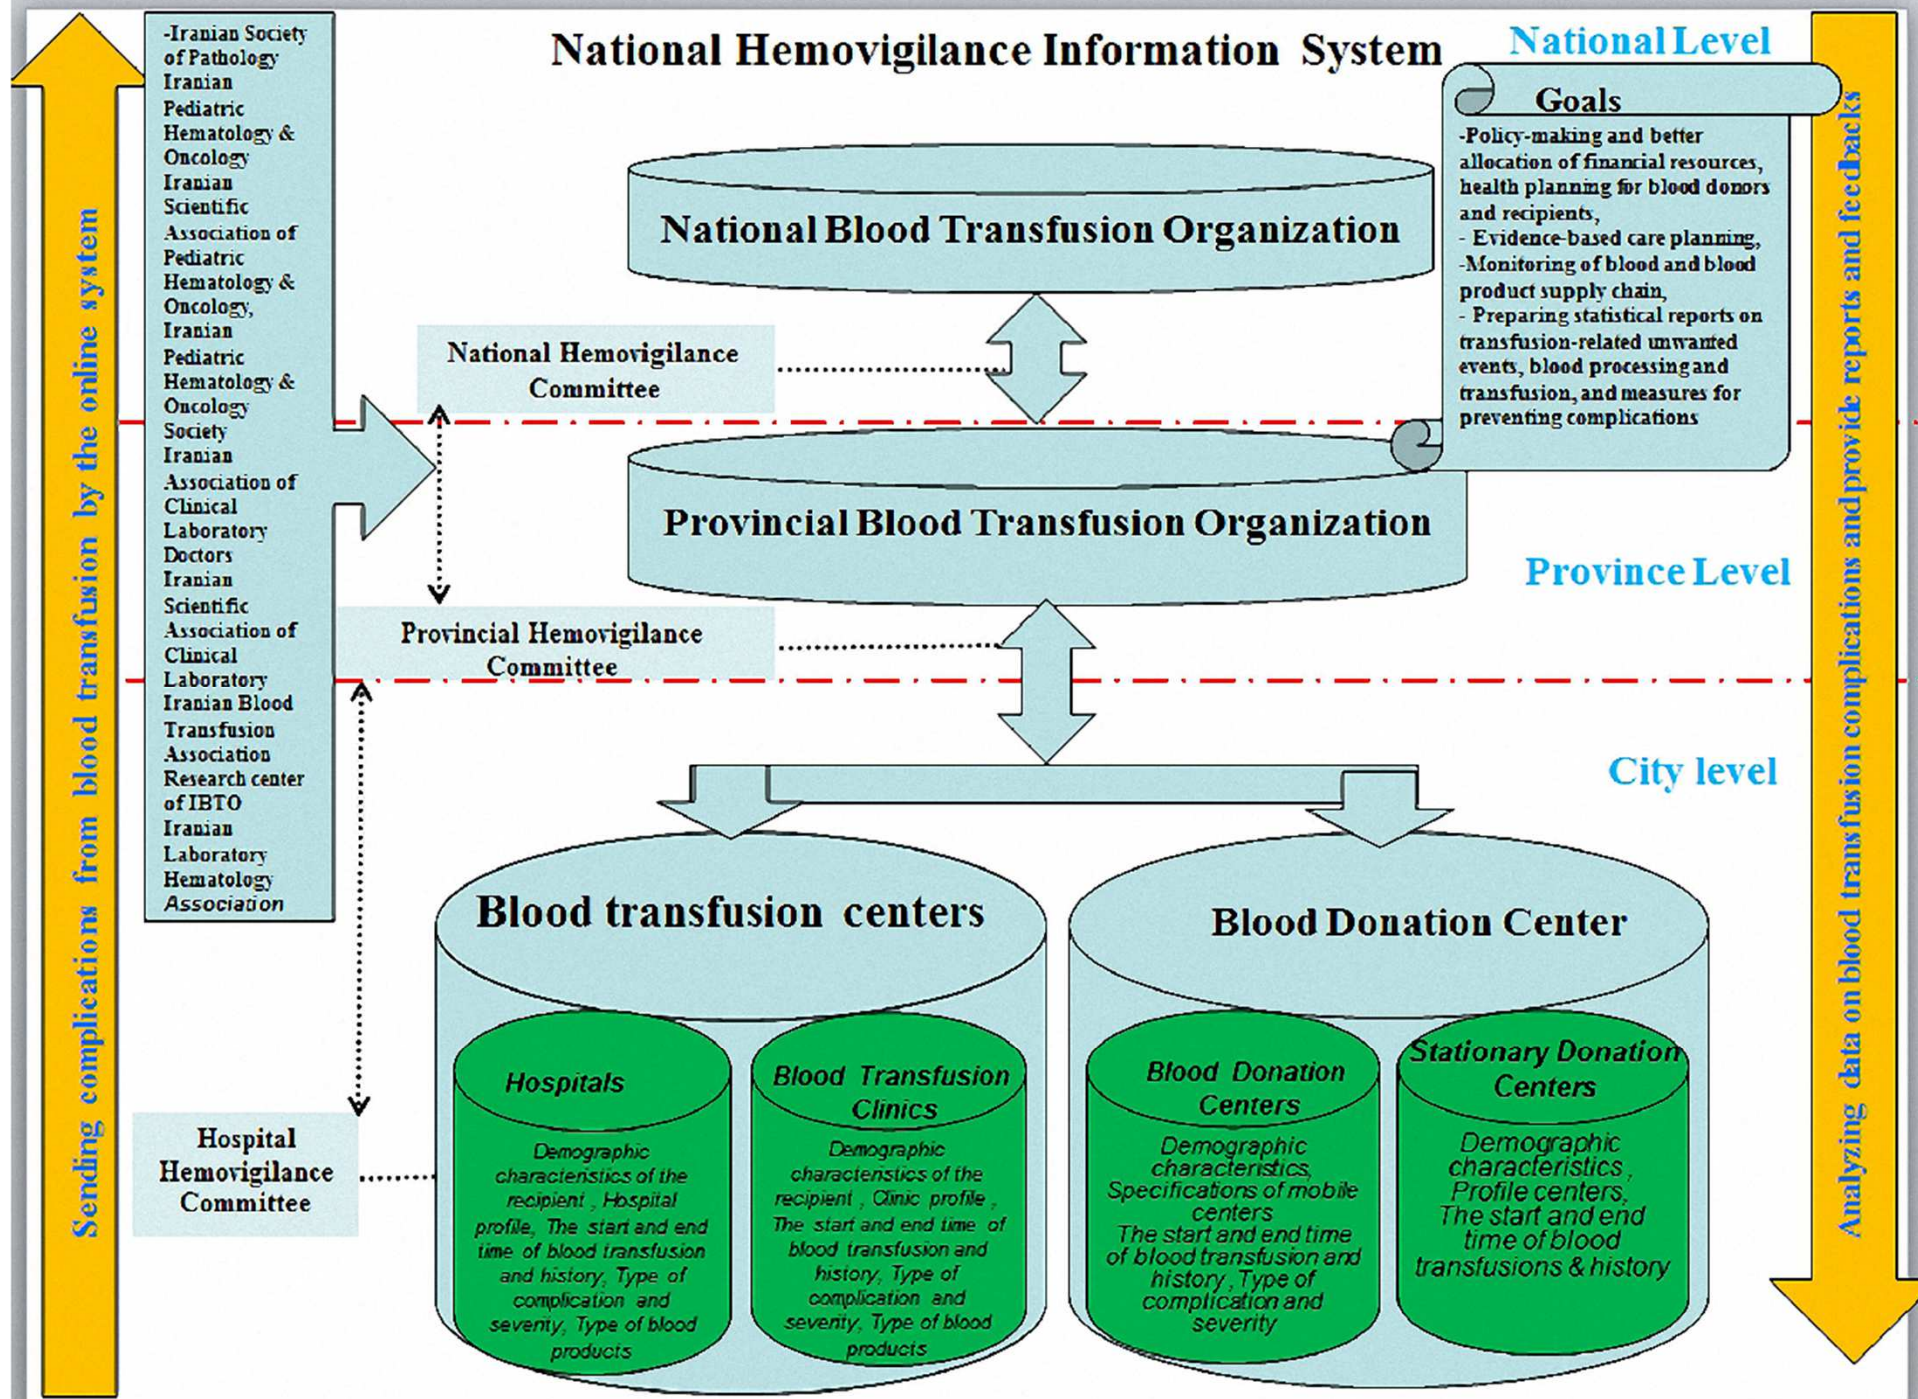 National Hemovigilance Information System
National Level
-Iranian Society
of Pathology
Iranian
Pediatric
Hematology &
Oncology
Iranian
Scientific
Association of
Pediatric
Hematology &
Oncology,
Iranian
Pediatric
Hematology &
Oncology
Society
Iranian
Association of
Clinical
Laboratory
Doctors
Iranian
Scientific
Association of
Clinical
Laboratory
Iranian Blood
Transfusion
Association
Research center
of IBTO
Iranian
Laboratory
Hematology
Association
Sending complications from blood transfusion by the online system
Goals
-Policy-making and better
allocation of financial resources,
health planning for blood donors
and recipients,
- Evidence-based care planning,
-Monitoring of blood and blood
product supply chain,
- Preparing statistical reports on
transfusion-related unwanted
events, blood processing and
transfusion, and measures for
preventing complications
Analyzing data on blood transfusion complications and provide reports and feedbacks
National Blood Transfusion Organization
National Hemovigilance
Committee
Provincial Blood Transfusion Organization
Province Level
Provincial Hemovigilance
Committee
City level
Blood transfusion centers
Blood Donation Center
Hospital
Hemovigilance
Committee
Hospitals
Demographic
characteristics of the
recipient , Hospital
profile, The start and end
time of blood transfusion
and history, Type of
complication and
severity, Type of blood
products
Blood Transfusion
Clinics
Demographic
characteristics of the
recipient , Clinic profile ,
The start and end time of
blood transfusion and
history, Type of
complication and
severity, Type of blood
products
Blood Donation
Centers
Demographic
characteristics,
Specifications of mobile
centers
The start and end time
of blood transfusion and
history , Type of
complication and
severity
Stationary Donation
Centers
Demographic
characteristics ,
Profile centers,
The start and end
time of blood
transfusions & history